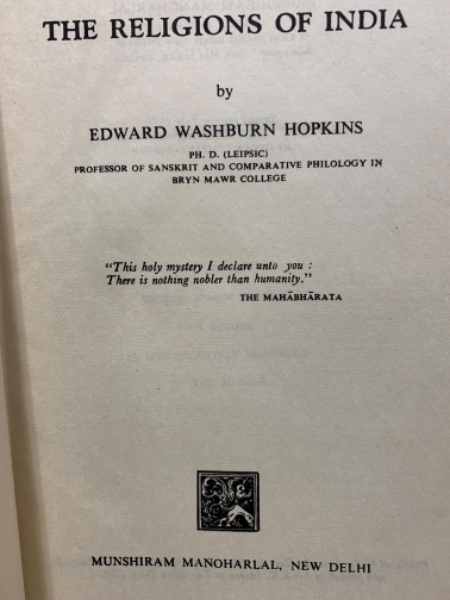 THE RELIGIONS OF INDIA
by
EDWARD WASHBURN HOPKINS
PH. D. (LEIPSIC)
PROFESSOR OF SANSKRIT AND COMPARATIVE PHILOLOGY IN
BRYN MAWR COLLEGE
"This holy mystery I declare unto you :
There is nothing nobler than humanity."
THE MAHĀBHĀRATA
MUNSHIRAM MANOHARLAL, NEW DELHI